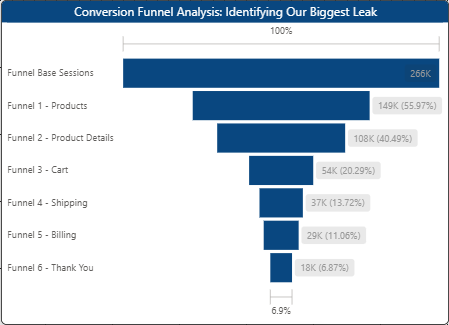 Conversion Funnel Analysis: Identifying Our Biggest Leak
100%
Funnel Base Sessions 266K
Funnel 1 - Products 149K (55.97%)
Funnel 2 - Product Details 108K (40.49%)
Funnel 3 - Cart 54K (20.29%)
Funnel 4 - Shipping 37K (13.72%)
Funnel 5 - Billing 29K (11.06%)
Funnel 6 - Thank You 18K (6.87%)
6.9%